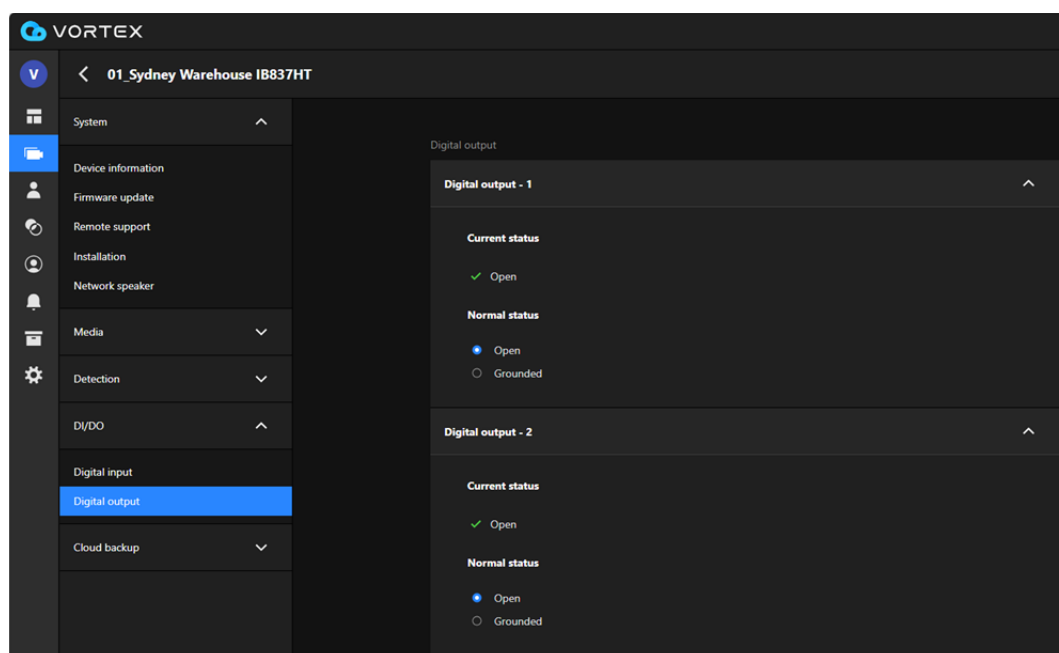 VORTEX
V
01_Sydney Warehouse IB837HT
System
Device information
Firmware update
Remote support
Installation
Network speaker
Media
Detection
DI/DO
Digital input
Digital output
Cloud backup
Digital output
Digital output - 1
Current status
Open
Normal status
Open
Grounded
Digital output - 2
Current status
Open
Normal status
Open
Grounded